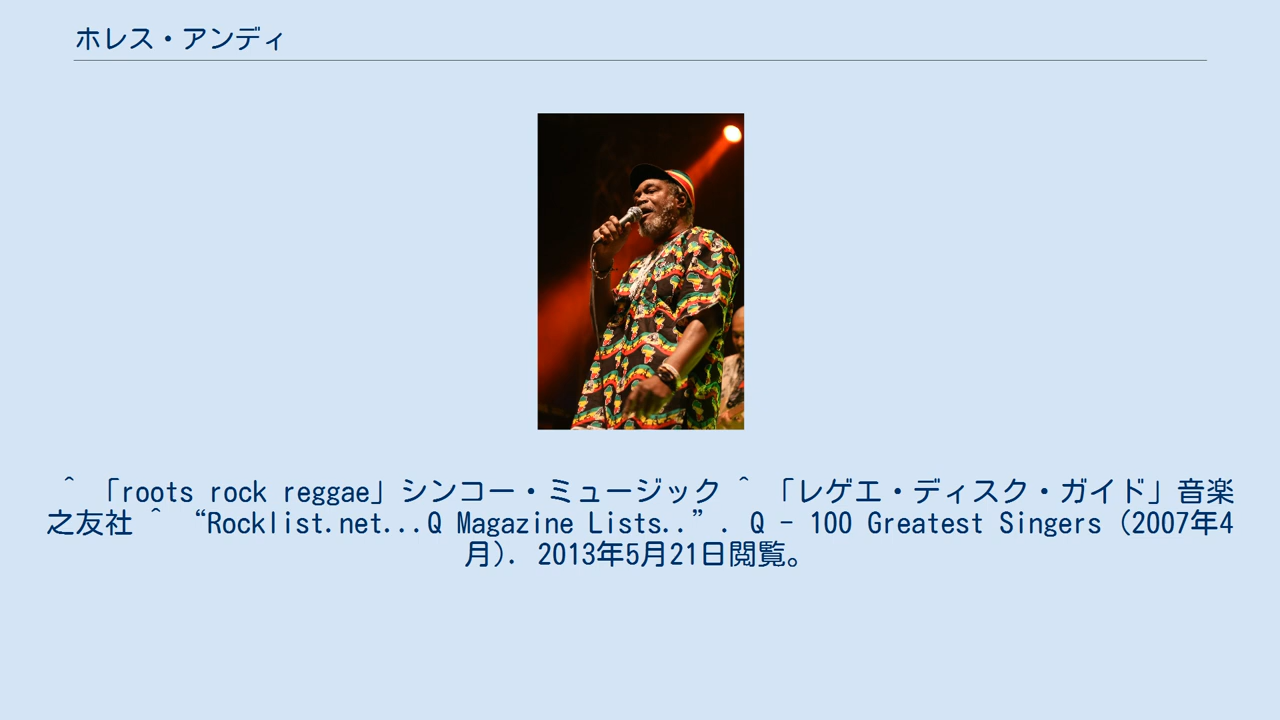 ホレス・アンディ
^ 「roots rock reggae」シンコー・ミュージック ^ 「レゲエ・ディスク・ガイド」音楽
之友社 ^ “Rocklist.net...Q Magazine Lists..”. Q - 100 Greatest Singers (2007年4
月). 2013年5月21日閲覧。